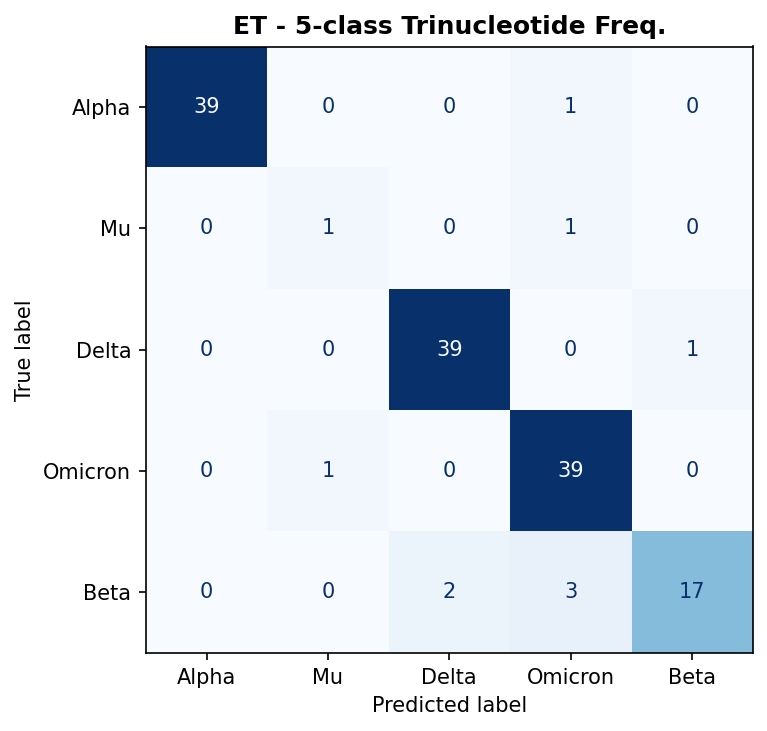 ET - 5-class Trinucleotide Freq.
True label
Alpha 39 0 0 1 0
Mu 0 1 0 1 0
Delta 0 0 39 0 1
Omicron 0 1 0 39 0
Beta 0 0 2 3 17
Alpha Mu Delta Omicron Beta
Predicted label